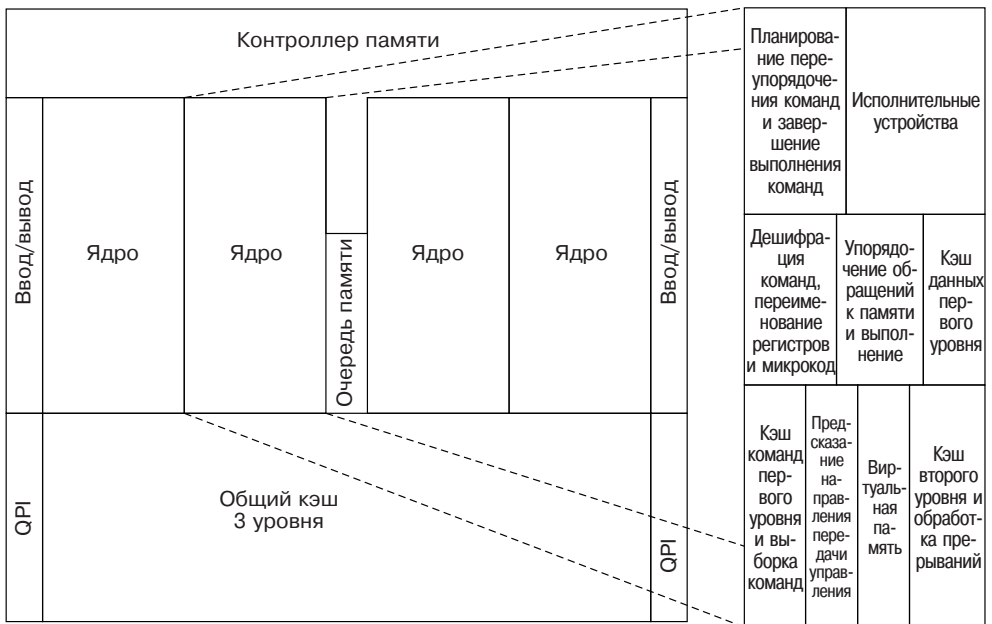 Контроллер памяти
Ввод/вывод
Ядро
Ядро
Очередь памяти
Ядро
Ядро
Ввод/вывод
QPI
Общий кэш
3 уровня
QPI
Планирова-
ние пере-
упорядоче-
ния команд
и завер-
шение
выполнения
команд
Исполнительные
устройства
Дешифра-
ция
команд,
переиме-
нование
регистров
и микрокод
Упорядо-
чение об-
ращений
к памяти
и выпол-
нение
Кэш
данных
пер-
вого
уровня
Кэш
команд
пер-
вого
уровня
и вы-
борка
команд
Пред-
сказа-
ние
на-
прав-
ления
пере-
дачи
управ-
ления
Вир-
туаль-
ная
па-
мять
Кэш
второго
уровня и
обработ-
ка пре-
рываний